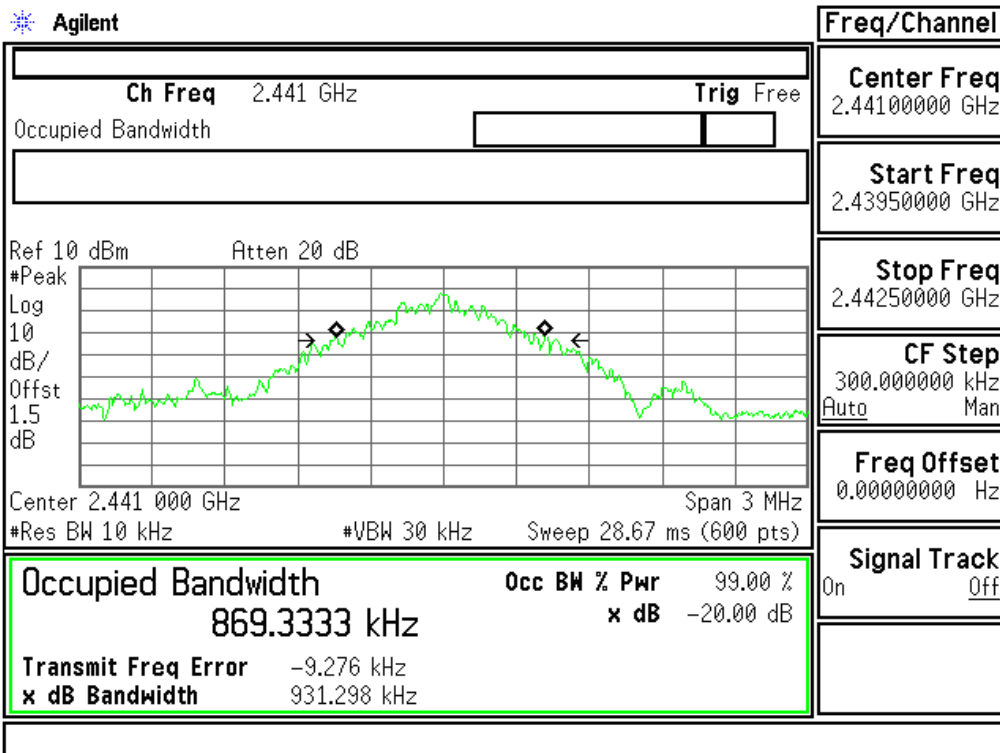 Agilent
Freq/Channel
Ch Freq 2.441 GHz Trig Free
Occupied Bandwidth
Center Freq
2.44100000 GHz
Start Freq
2.43950000 GHz
Stop Freq
2.44250000 GHz
CF Step
300.000000 kHz
Auto Man
Freq Offset
0.00000000 Hz
Signal Track
On Off
Ref 10 dBm Atten 20 dB
#Peak
Log
10
dB/
Offst
1.5
dB
Center 2.441 000 GHz Span 3 MHz
#Res BW 10 kHz #VBW 30 kHz Sweep 28.67 ms (600 pts)
Occupied Bandwidth
869.3333 kHz
Occ BW % Pwr 99.00 %
x dB -20.00 dB
Transmit Freq Error -9.276 kHz
x dB Bandwidth 931.298 kHz